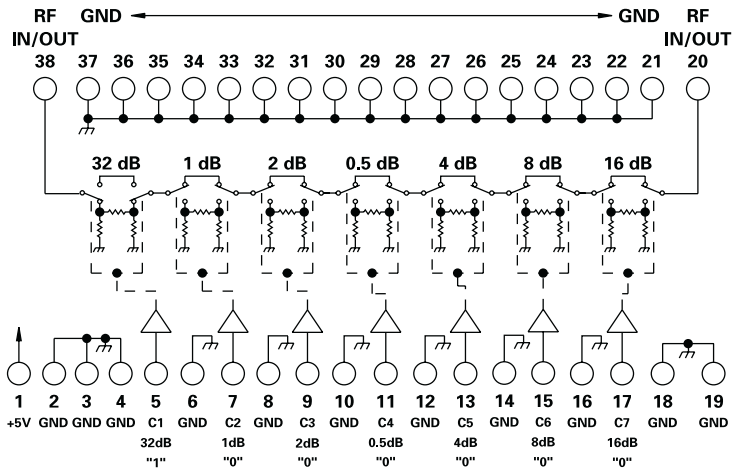 RF GND GND RF
IN/OUT IN/OUT
38 37 36 35 34 33 32 31 30 29 28 27 26 25 24 23 22 21 20
32 dB 1 dB 2 dB 0.5 dB 4 dB 8 dB 16 dB
1 2 3 4 5 6 7 8 9 10 11 12 13 14 15 16 17 18 19
+5V GND GND GND C1 GND C2 GND C3 GND C4 GND C5 GND C6 GND C7 GND GND
32dB 1dB 2dB 0.5dB 4dB 8dB 16dB
"1" "0" "0" "0" "0" "0" "0"